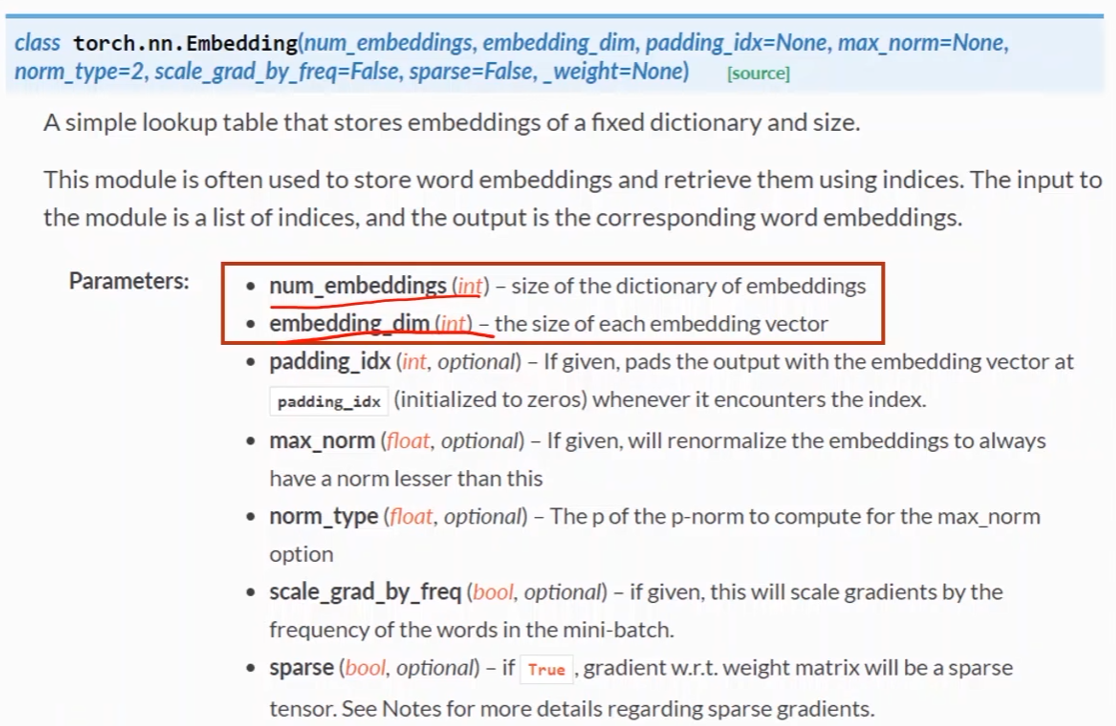 class torch.nn.Embedding(num_embeddings, embedding_dim, padding_idx=None, max_norm=None,
norm_type=2, scale_grad_by_freq=False, sparse=False, _weight=None) [source]
A simple lookup table that stores embeddings of a fixed dictionary and size.
This module is often used to store word embeddings and retrieve them using indices. The input to
the module is a list of indices, and the output is the corresponding word embeddings.
Parameters: • num_embeddings (int) – size of the dictionary of embeddings
• embedding_dim (int) – the size of each embedding vector
• padding_idx (int, optional) – If given, pads the output with the embedding vector at
padding_idx (initialized to zeros) whenever it encounters the index.
• max_norm (float, optional) – If given, will renormalize the embeddings to always
have a norm lesser than this
• norm_type (float, optional) – The p of the p-norm to compute for the max_norm
option
• scale_grad_by_freq (bool, optional) – if given, this will scale gradients by the
frequency of the words in the mini-batch.
• sparse (bool, optional) – if True, gradient w.r.t. weight matrix will be a sparse
tensor. See Notes for more details regarding sparse gradients.